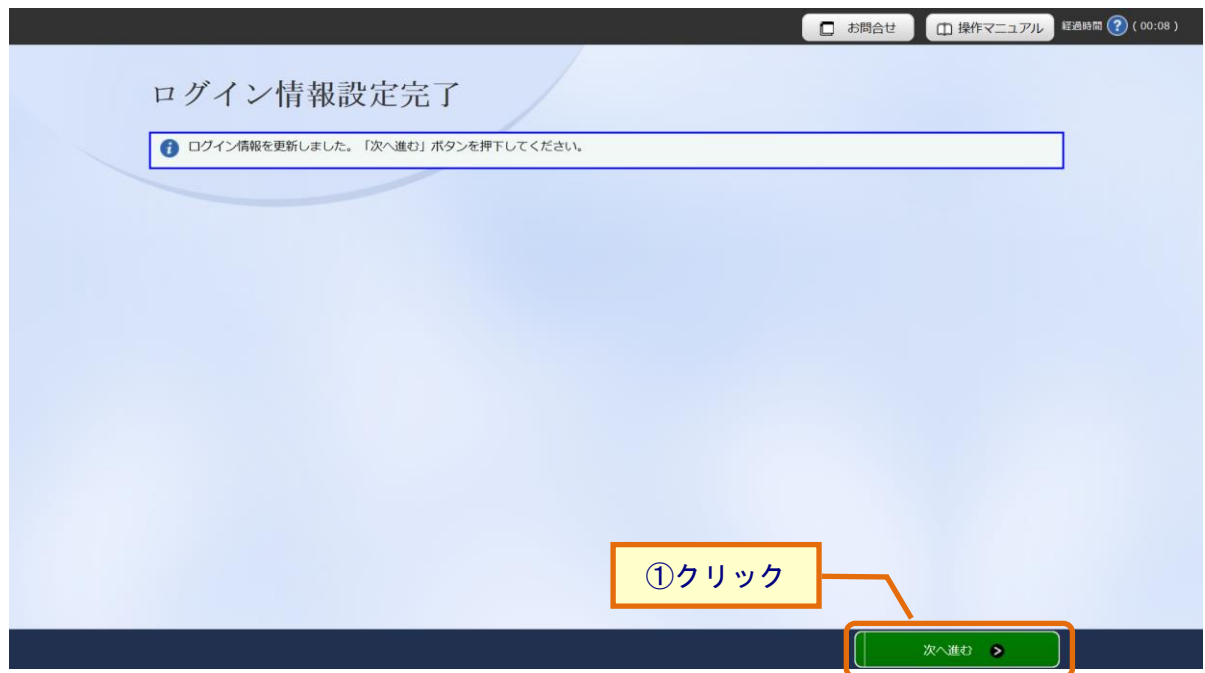 お問合せ 操作マニュアル 経過時間 ? ( 00:08 )
ログイン情報設定完了
i ログイン情報を更新しました。「次へ進む」ボタンを押下してください。
①クリック
次へ進む